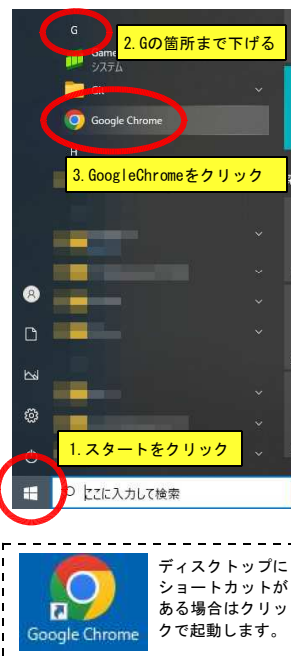 G
2.Gの箇所まで下げる
Game
システム
Git
Google Chrome
H
3.GoogleChromeをクリック
1.スタートをクリック
ここに入力して検索
ディスクトップに
ショートカットが
ある場合はクリッ
クで起動します。
Google Chrome